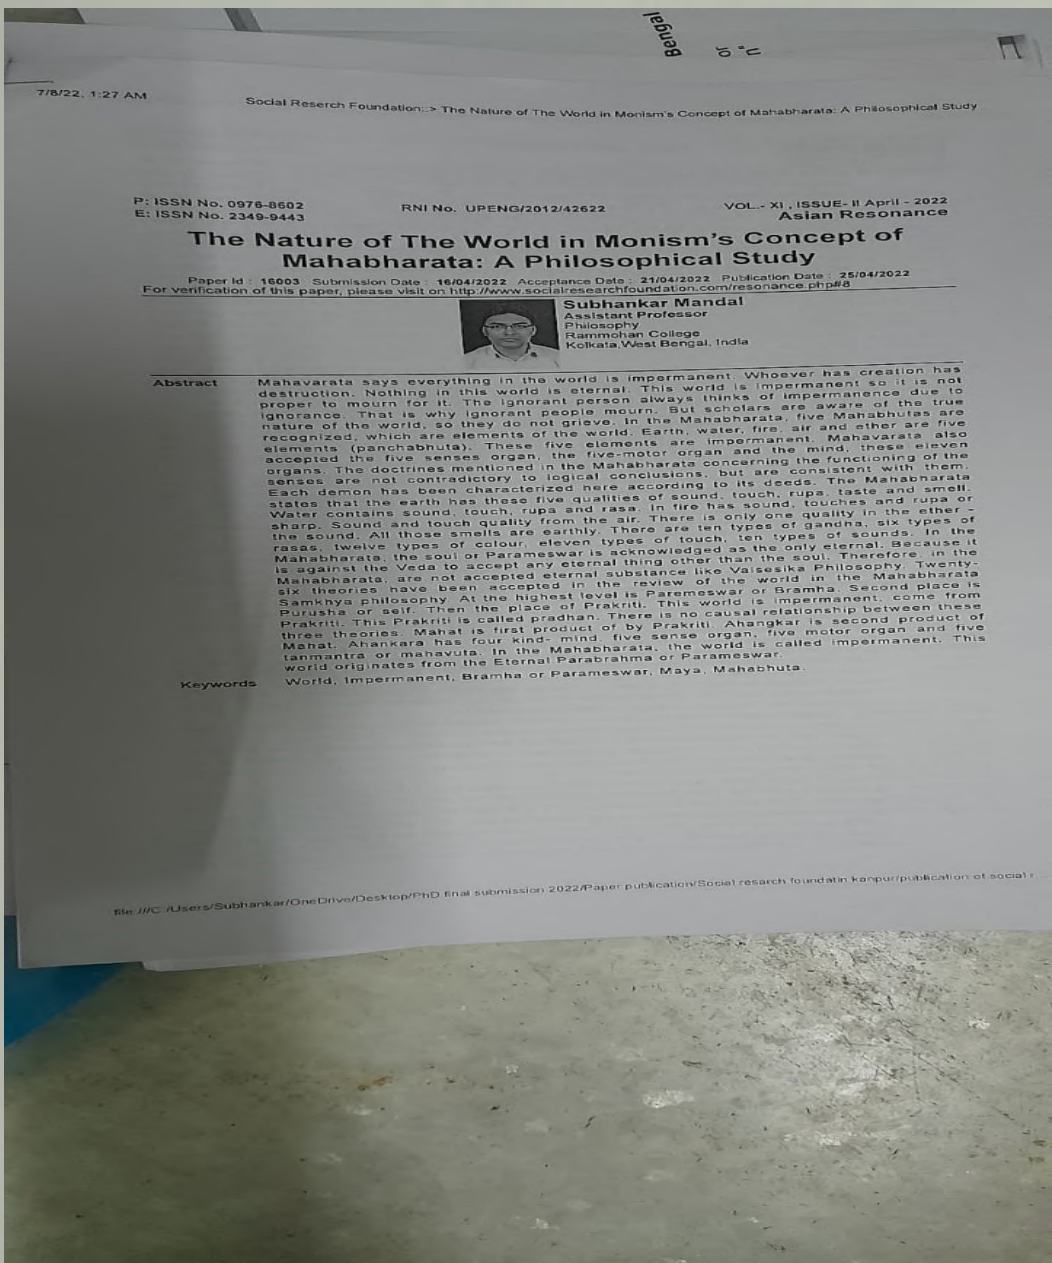 Bengal
7/8/22, 1:27 AM
Social Reserch Foundation::> The Nature of The World in Monism's Concept of Mahabharata: A Philosophical Study
P: ISSN No. 0976-8602
E: ISSN No. 2349-9443
RNI No. UPENG/2012/42622
VOL.- XI , ISSUE- II April - 2022
Asian Resonance
The Nature of The World in Monism's Concept of
Mahabharata: A Philosophical Study
Paper Id : 16003 Submission Date : 16/04/2022 Acceptance Date : 21/04/2022 Publication Date : 25/04/2022
For verification of this paper, please visit on http://www.socialresearchfoundation.com/resonance.php#8
Subhankar Mandal
Assistant Professor
Philosophy
Rammohan College
Kolkata,West Bengal, India
Abstract
Mahavarata says everything in the world is impermanent. Whoever has creation has
destruction. Nothing in this world is eternal. This world is impermanent so it is not
proper to mourn for it. The ignorant person always thinks of impermanence due to
ignorance. That is why ignorant people mourn. But scholars are aware of the true
nature of the world, so they do not grieve. In the Mahabharata, five Mahabhutas are
recognized, which are elements of the world. Earth, water, fire, air and ether are five
elements (panchabhuta). These five elements are impermanent. Mahavarata also
accepted the five senses organ, the five-motor organ and the mind, these eleven
organs. The doctrines mentioned in the Mahabharata concerning the functioning of the
senses are not contradictory to logical conclusions, but are consistent with them.
Each demon has been characterized here according to its deeds. The Mahabharata
states that the earth has these five qualities of sound, touch, rupa, taste and smell.
Water contains sound, touch, rupa and rasa. In fire has sound, touches and rupa or
sharp. Sound and touch quality from the air. There is only one quality in the ether -
the sound. All those smells are earthly. There are ten types of gandha, six types of
rasas, twelve types of colour, eleven types of touch, ten types of sounds. In the
Mahabharata, the soul or Parameswar is acknowledged as the only eternal. Because it
is against the Veda to accept any eternal thing other than the soul. Therefore, in the
Mahabharata, are not accepted eternal substance like Vaisesika Philosophy. Twenty-
six theories have been accepted in the review of the world in the Mahabharata
Samkhya philosophy. At the highest level is Paremeswar or Bramha. Second place is
Purusha or self. Then the place of Prakriti. This world is impermanent, come from
Prakriti. This Prakriti is called pradhan. There is no causal relationship between these
three theories. Mahat is first product of by Prakriti. Ahangkar is second product of
Mahat. Ahankara has four kind- mind, five sense organ, five motor organ and five
tanmantra or mahavuta. In the Mahabharata, the world is called impermanent. This
world originates from the Eternal Parabrahma or Parameswar.
Keywords
World, Impermanent, Bramha or Parameswar, Maya, Mahabhuta.
file:///C:/Users/Subhankar/OneDrive/Desktop/PhD final submission 2022/Paper publication/Social resarch foundatin kanpur/publication of social r...